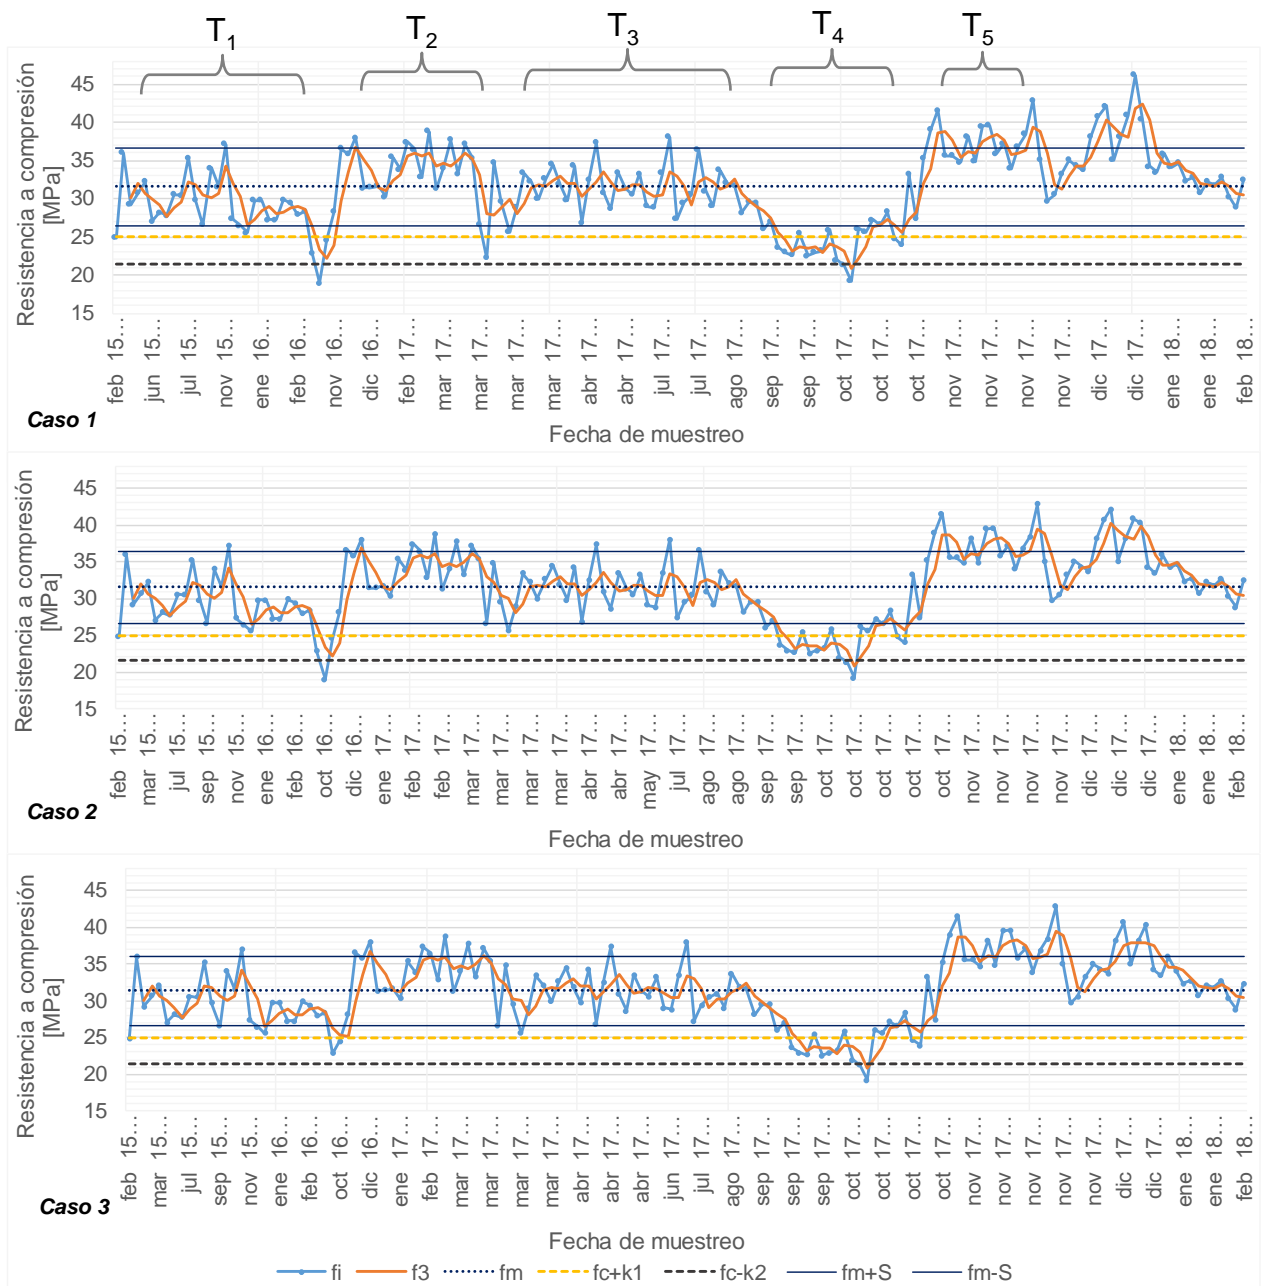 T1 T2 T3 T4 T5
Resistencia a compresión
[MPa]
45
40
35
30
25
20
15
feb 15…
jun 15…
jul 15…
nov 15…
ene 16…
feb 16…
nov 16…
dic 16…
feb 17…
mar 17…
mar 17…
mar 17…
abr 17…
abr 17…
jul 17…
jul 17…
ago 17…
sep 17…
sep 17…
oct 17…
oct 17…
oct 17…
nov 17…
nov 17…
nov 17…
nov 17…
dic 17…
dic 17…
ene 18…
ene 18…
feb 18…
Caso 1
Fecha de muestreo
Resistencia a compresión
[MPa]
45
40
35
30
25
20
15
feb 15…
mar 15…
jul 15…
sep 15…
nov 15…
ene 16…
feb 16…
oct 16…
dic 16…
ene 17…
feb 17…
mar 17…
mar 17…
mar 17…
mar 17…
mar 17…
abr 17…
abr 17…
may 17…
jul 17…
ago 17…
ago 17…
sep 17…
sep 17…
oct 17…
oct 17…
oct 17…
oct 17…
oct 17…
nov 17…
nov 17…
nov 17…
nov 17…
dic 17…
dic 17…
dic 17…
ene 18…
ene 18…
feb 18…
Caso 2
Fecha de muestreo
Resistencia a compresión
[MPa]
45
40
35
30
25
20
15
feb 15…
mar 15…
jul 15…
sep 15…
nov 15…
ene 16…
feb 16…
oct 16…
dic 16…
ene 17…
feb 17…
mar 17…
mar 17…
mar 17…
mar 17…
abr 17…
abr 17…
abr 17…
jun 17…
jul 17…
ago 17…
sep 17…
sep 17…
sep 17…
oct 17…
oct 17…
oct 17…
oct 17…
nov 17…
nov 17…
nov 17…
nov 17…
nov 17…
dic 17…
dic 17…
ene 18…
ene 18…
feb 18…
Caso 3
Fecha de muestreo
fi f3 fm fc+k1 fc-k2 fm+S fm-S